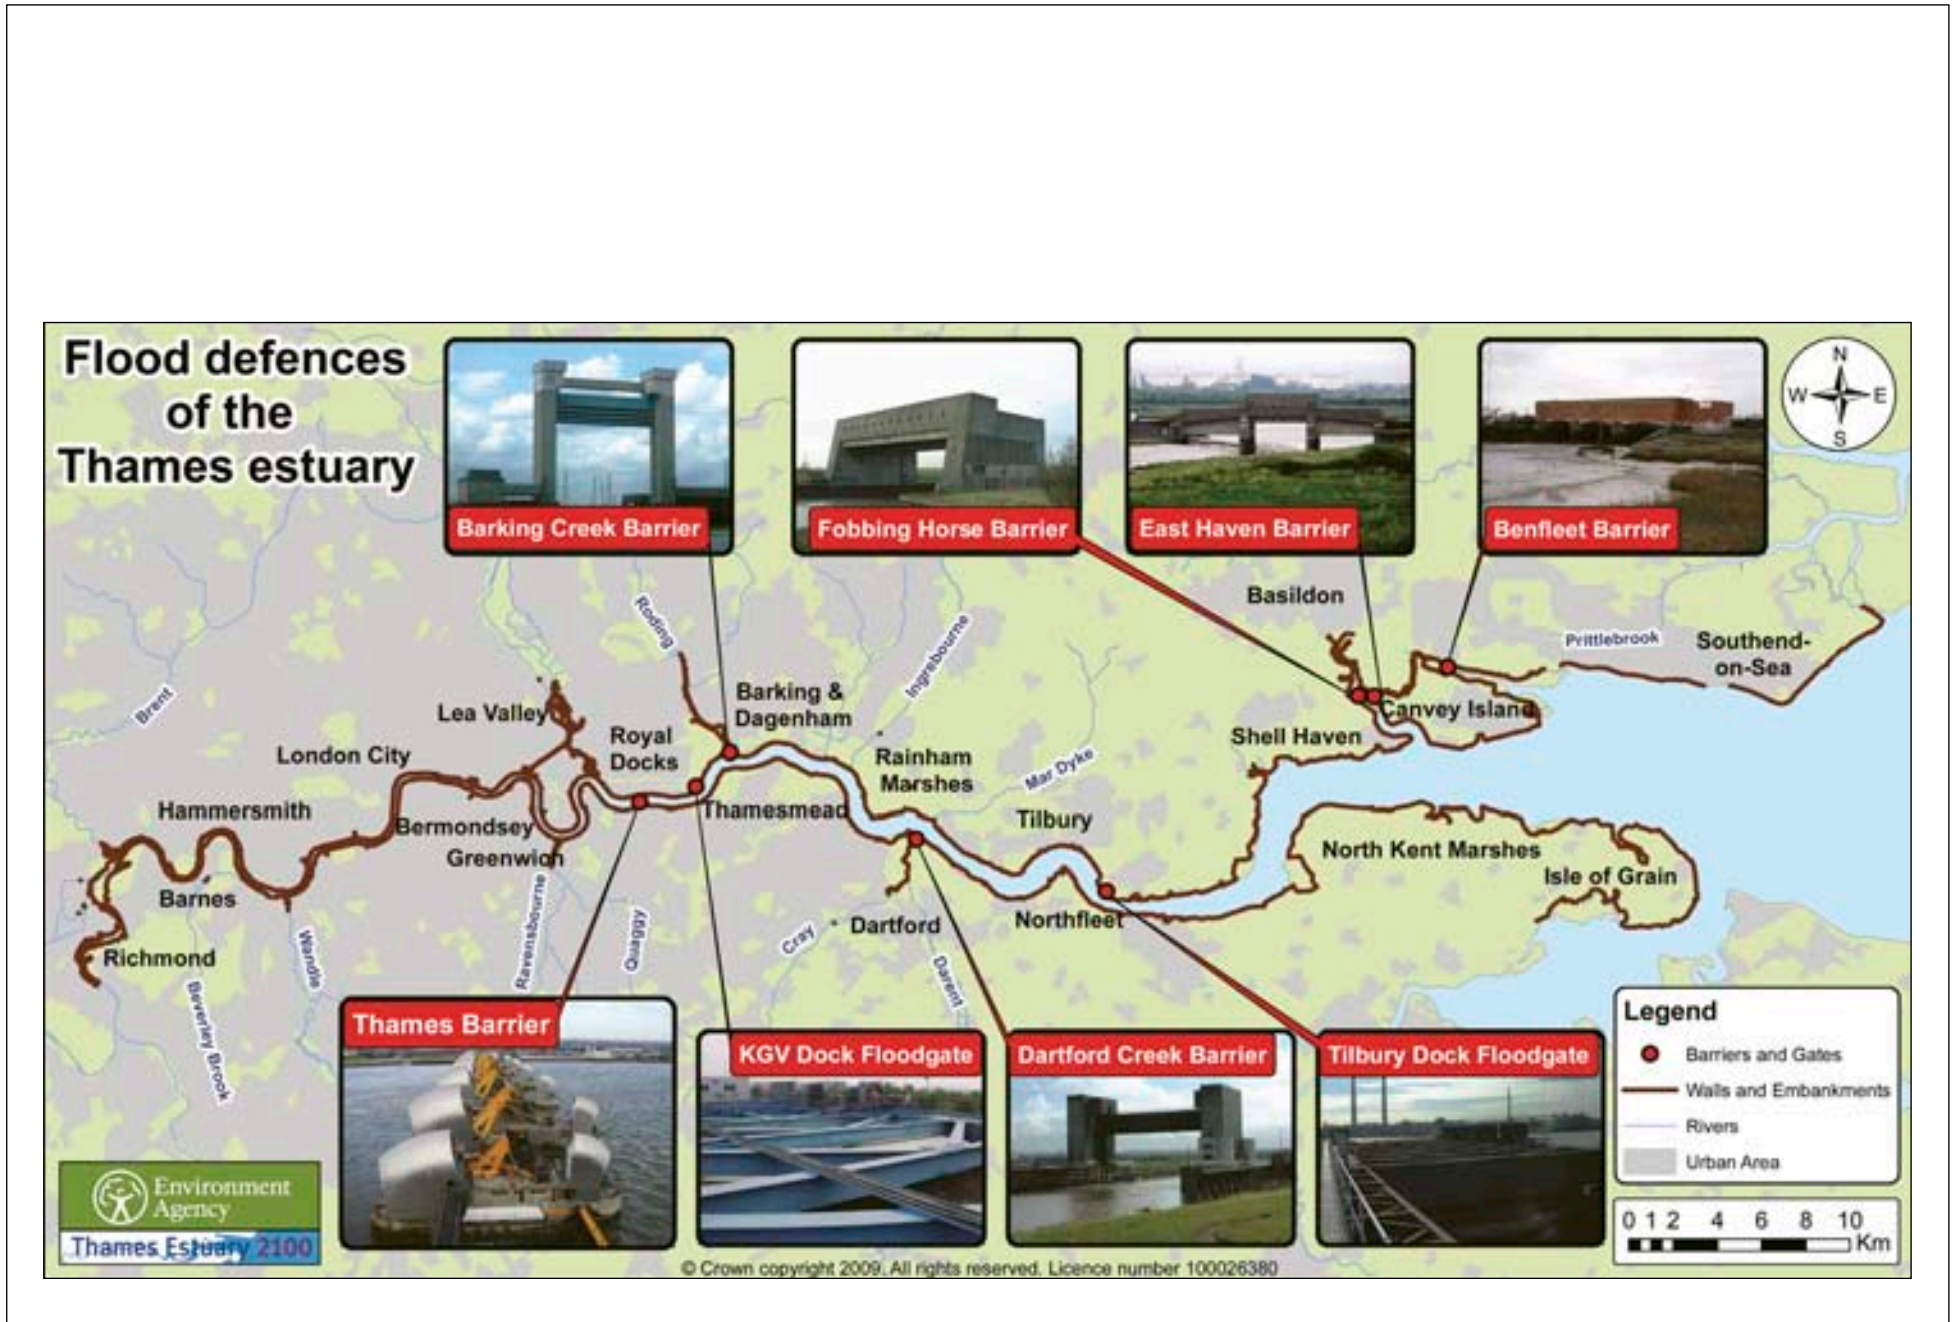 Flood defences
of the
Thames estuary
Barking Creek Barrier
Fobbing Horse Barrier
East Haven Barrier
Benfleet Barrier
N
W
E
S
Basildon
Roding
Ingrebourne
Prittlebrook
Southend-
on-Sea
Brent
Lea Valley
Barking &
Dagenham
Canvey Island
Royal
Docks
Shell Haven
London City
Rainham
Marshes
Mar Dyke
Hammersmith
Thamesmead
Tilbury
Bermondsey
Greenwich
North Kent Marshes
Isle of Grain
Barnes
Richmond
Northfleet
Dartford
Cray
Darent
Quaggy
Ravensbourne
Wandle
Beverley Brook
Thames Barrier
KGV Dock Floodgate
Dartford Creek Barrier
Tilbury Dock Floodgate
Legend
Barriers and Gates
Walls and Embankments
Rivers
Urban Area
0 1 2 4 6 8 10
Km
Environment
Agency
Thames Estuary 2100
© Crown copyright 2009. All rights reserved. Licence number 100026380